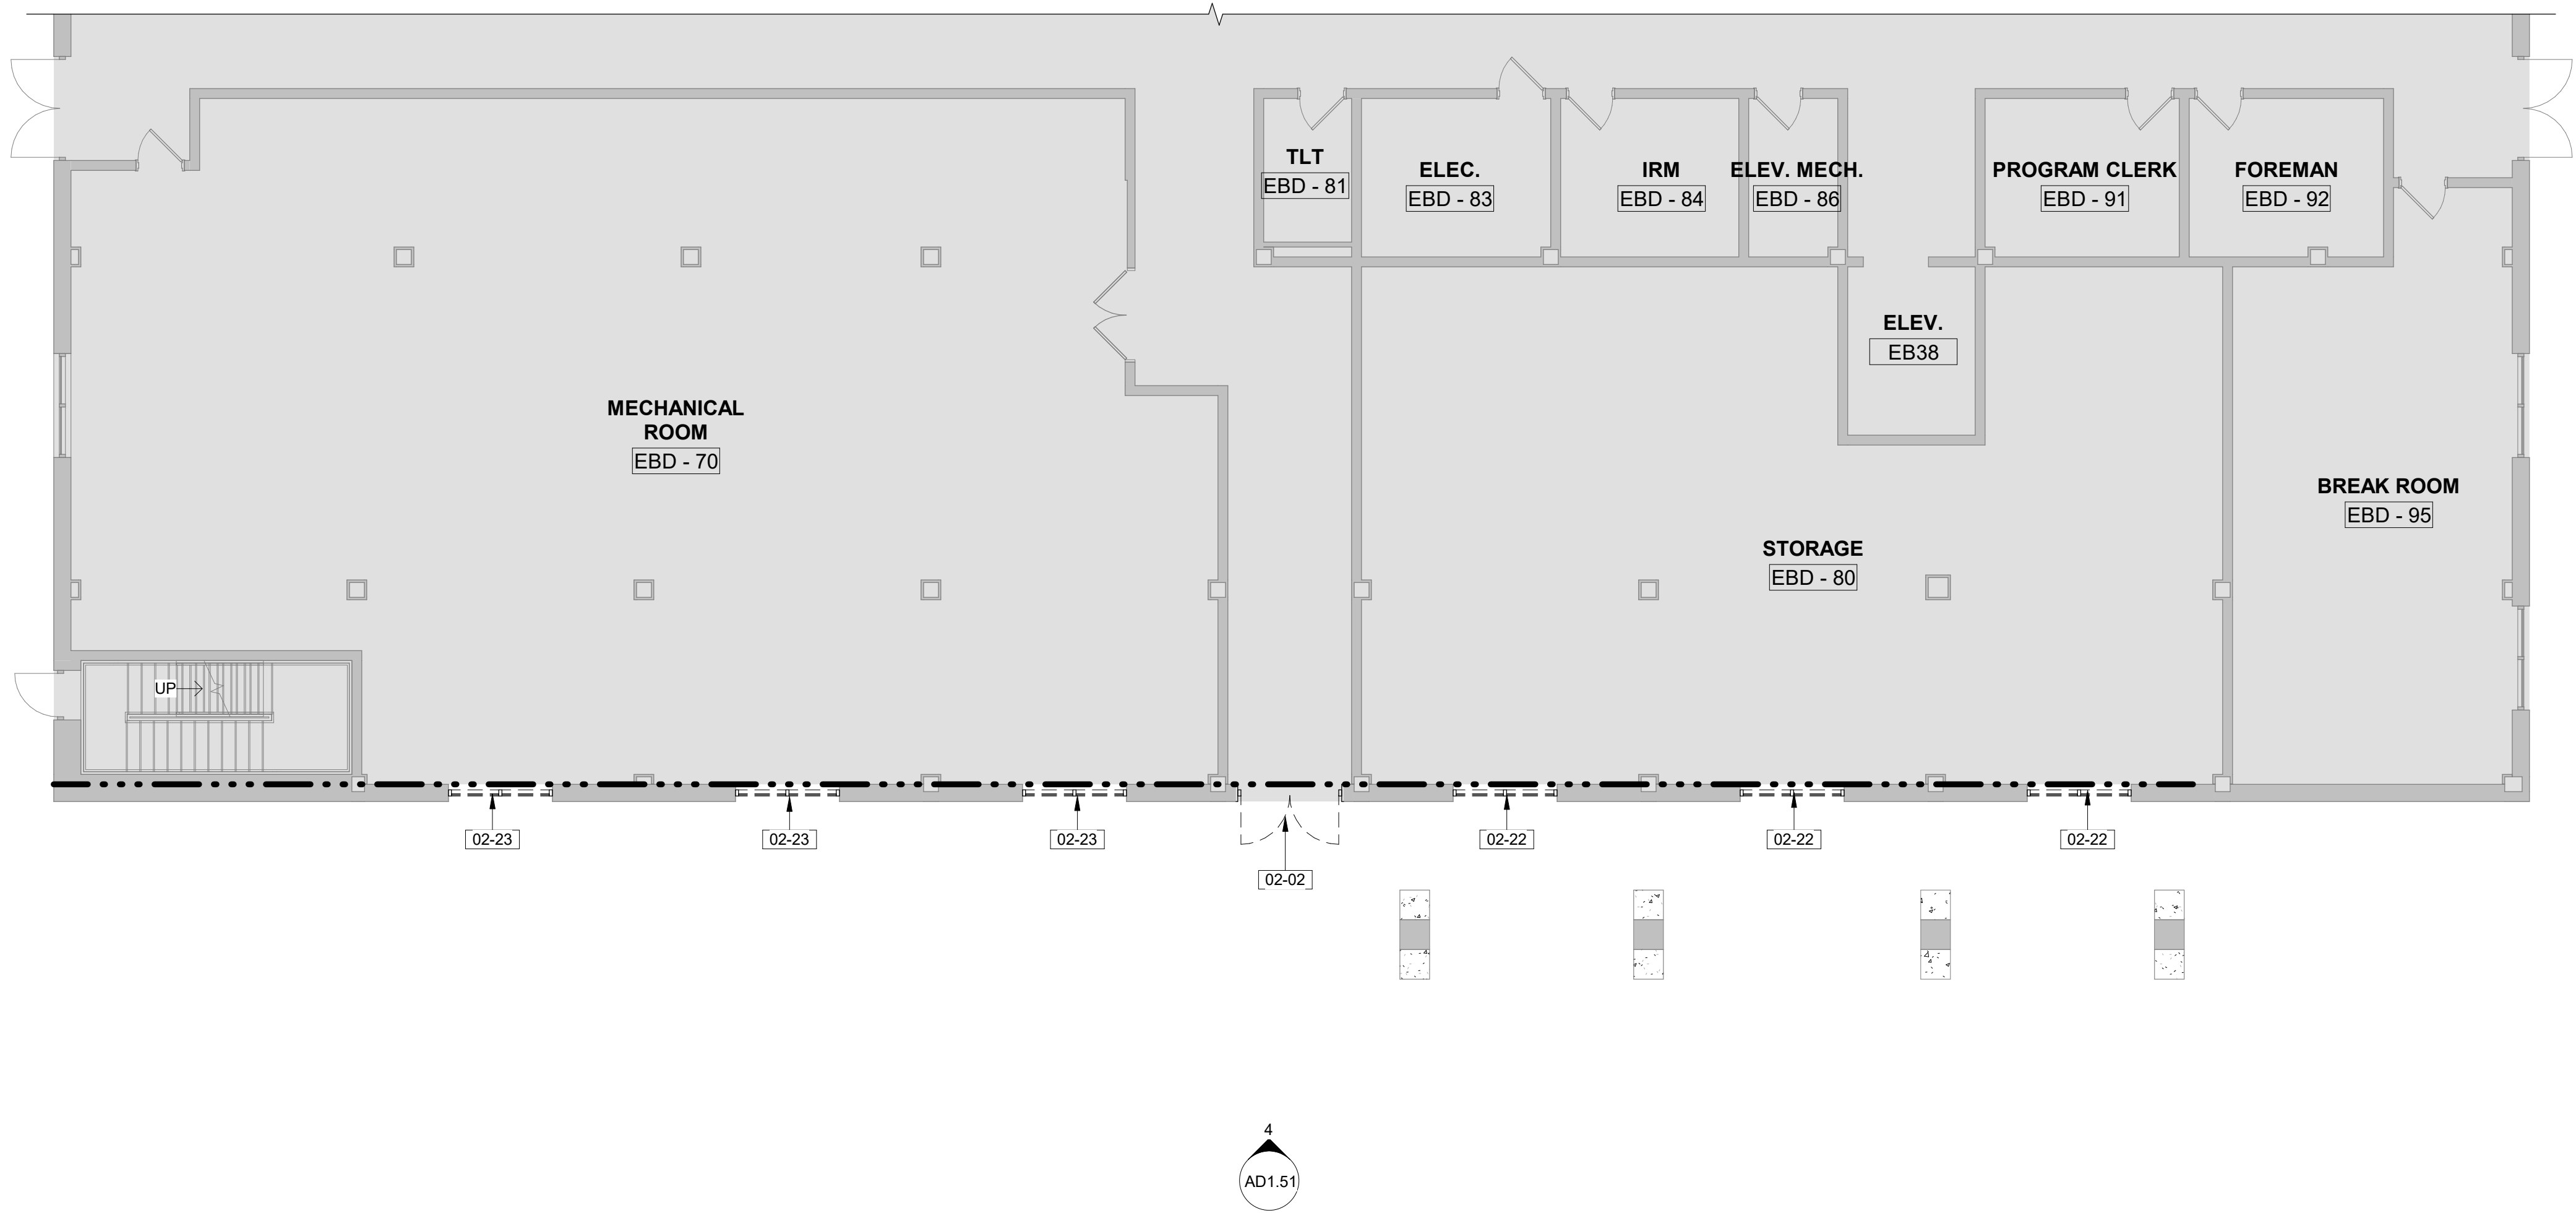 TLT
EBD - 81
ELEC.
EBD - 83
IRM
EBD - 84
ELEV. MECH.
EBD - 86
PROGRAM CLERK
EBD - 91
FOREMAN
EBD - 92
ELEV.
EB38
MECHANICAL
ROOM
EBD - 70
BREAK ROOM
EBD - 95
STORAGE
EBD - 80
UP
02-23
02-23
02-23
02-02
02-22
02-22
02-22
4
AD1.51